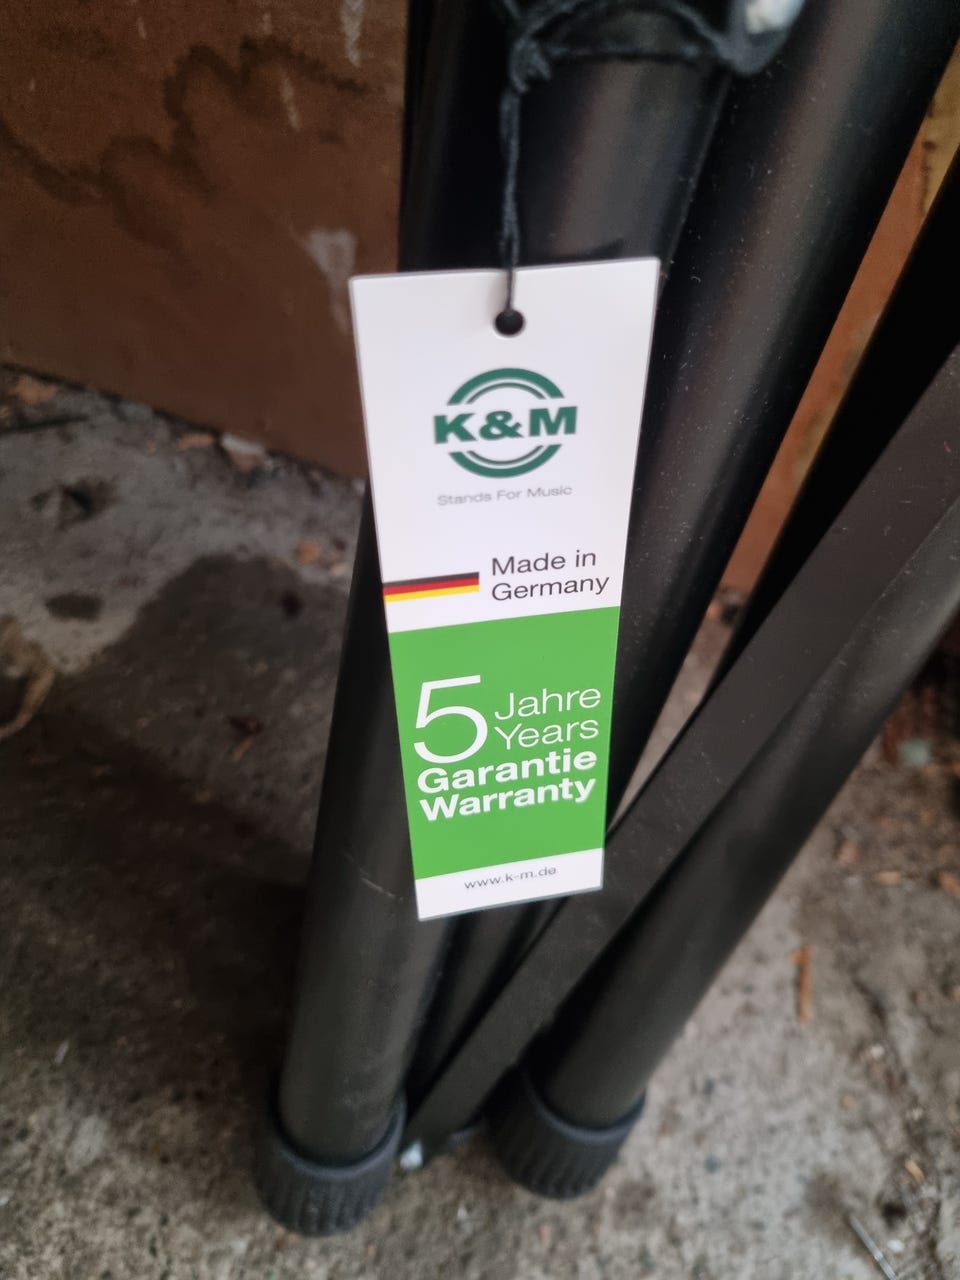 K&M
Stands For Music
Made in
Germany
5 Jahre
Years
Garantie
Warranty
www.k-m.de